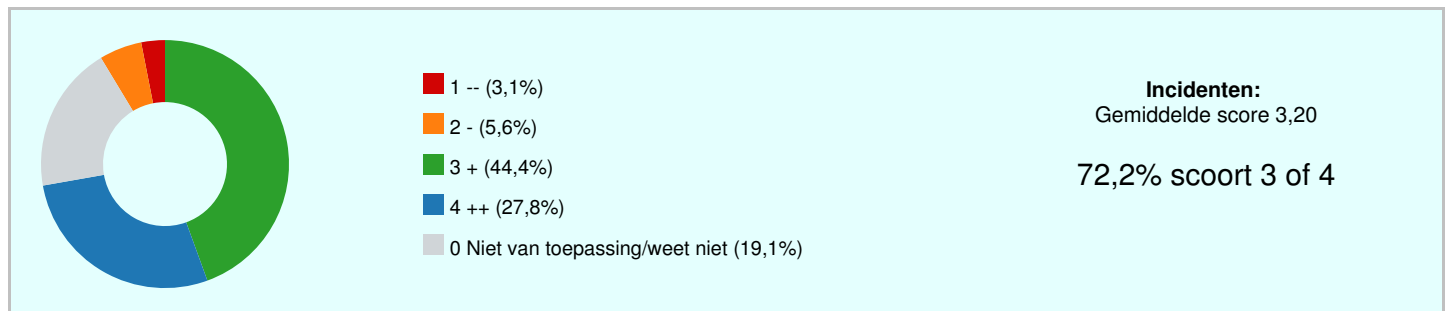 1 -- (3,1%)
2 - (5,6%)
3 + (44,4%)
4 ++ (27,8%)
0 Niet van toepassing/weet niet (19,1%)
Incidenten:
Gemiddelde score 3,20
72,2% scoort 3 of 4